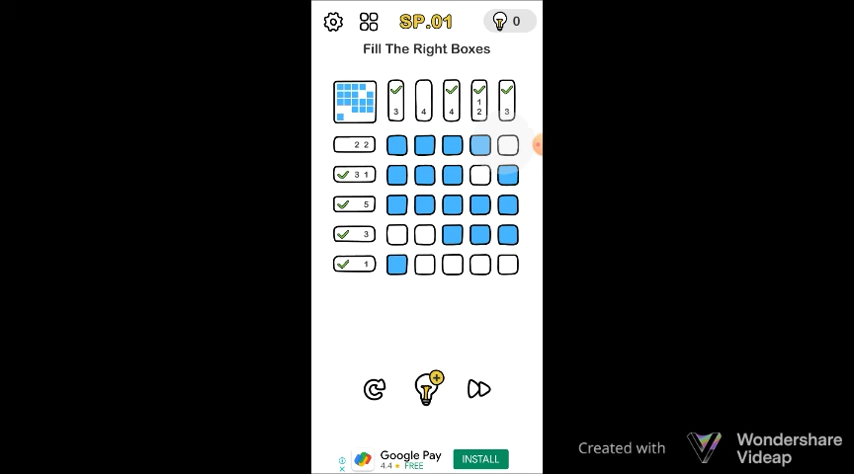 SP.01
0
Fill The Right Boxes
3 4 4 1 2 3
2 2
3 1
5
3
1
Google Pay
4.4 ★ FREE
INSTALL
Created with
Wondershare
Videap